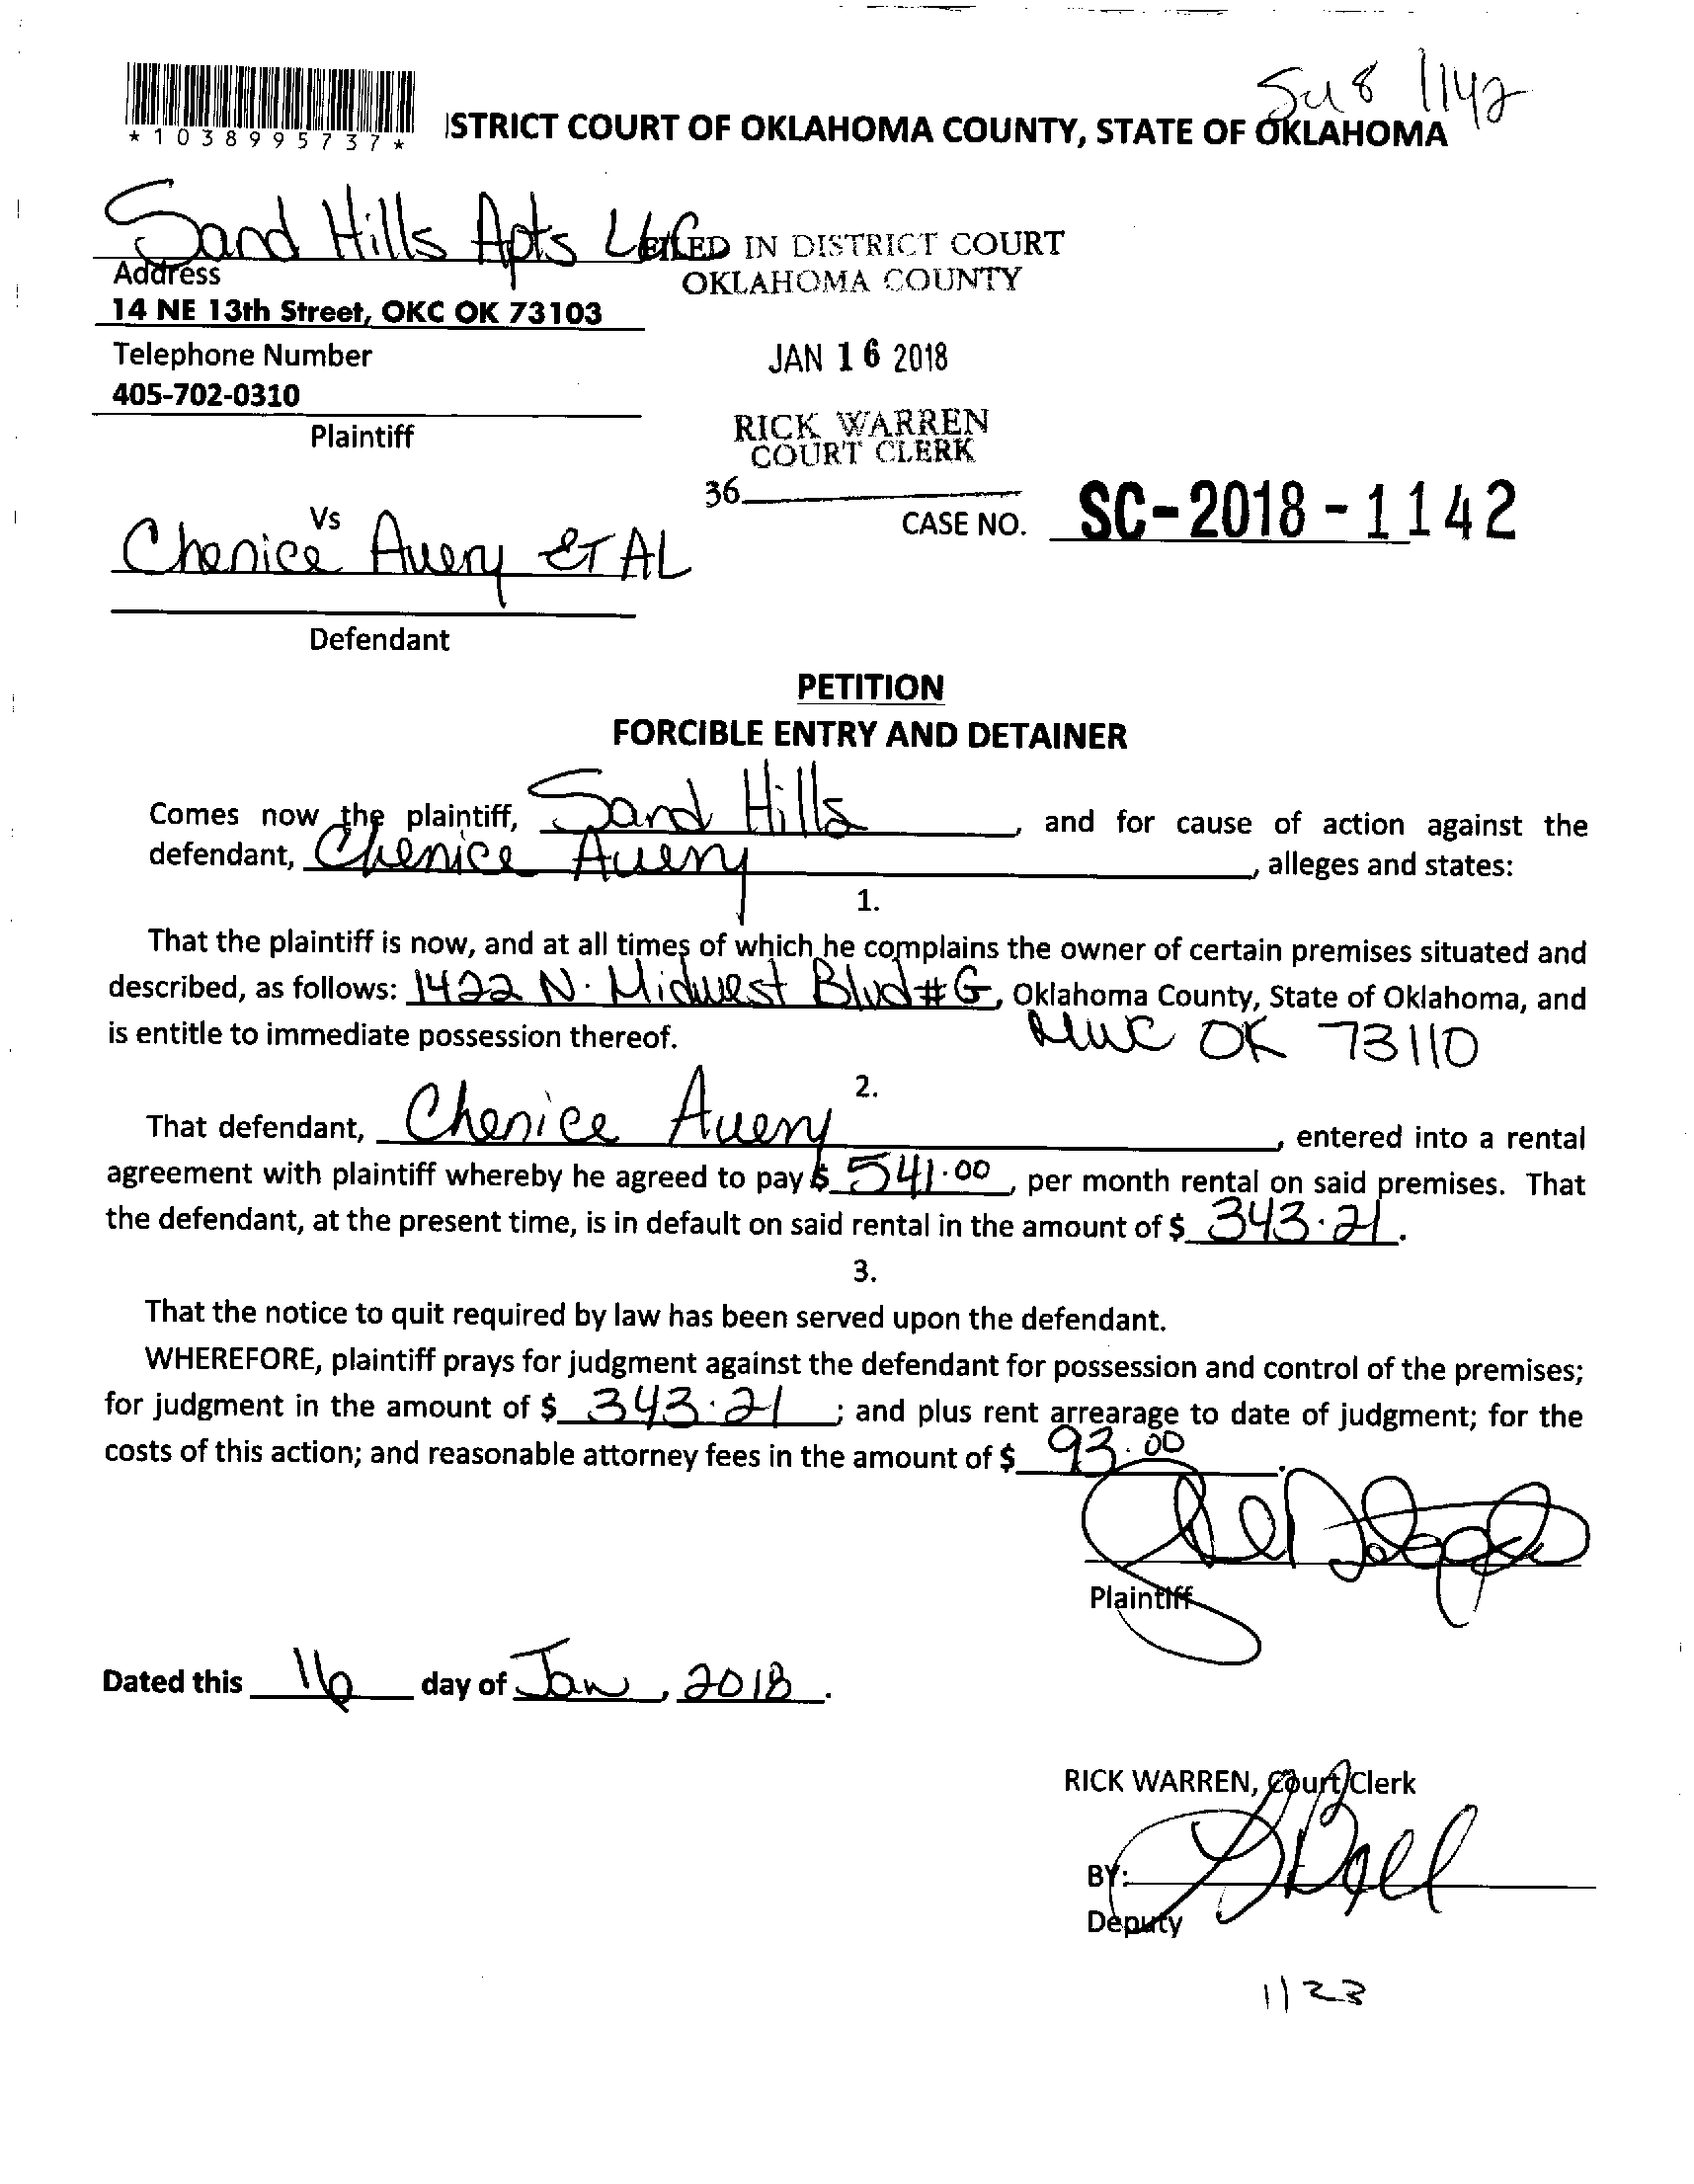 Su 8 1142
*1038995737*
ISTRICT COURT OF OKLAHOMA COUNTY, STATE OF OKLAHOMA
Sand Hills Apts LLC
FILED IN DISTRICT COURT
OKLAHOMA COUNTY
Address
14 NE 13th Street, OKC OK 73103
Telephone Number
JAN 16 2018
405-702-0310
Plaintiff
RICK WARREN
COURT CLERK
36
Vs
CASE NO. SC-2018-1142
Chenice Avery ET AL
Defendant
PETITION
FORCIBLE ENTRY AND DETAINER
Comes now the plaintiff, Sand Hills, and for cause of action against the
defendant, Chenice Avery, alleges and states:
1.
That the plaintiff is now, and at all times of which he complains the owner of certain premises situated and
described, as follows: 1422 N. Midwest Blvd #G, Oklahoma County, State of Oklahoma, and
is entitle to immediate possession thereof. MWC OK 73110
2.
That defendant, Chenice Avery, entered into a rental
agreement with plaintiff whereby he agreed to pay $ 541.00, per month rental on said premises. That
the defendant, at the present time, is in default on said rental in the amount of $ 343.21.
3.
That the notice to quit required by law has been served upon the defendant.
WHEREFORE, plaintiff prays for judgment against the defendant for possession and control of the premises;
for judgment in the amount of $ 343.21; and plus rent arrearage to date of judgment; for the
costs of this action; and reasonable attorney fees in the amount of $ 93.00.
Plaintiff
Dated this 16 day of Jan, 2018.
RICK WARREN, Court Clerk
BY:
Deputy
1123